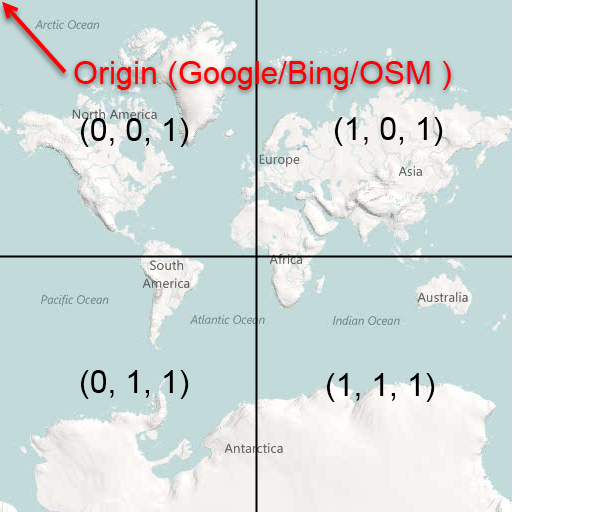 Arctic Ocean
Origin (Google/Bing/OSM )
North America
(0, 0, 1)
(1, 0, 1)
Europe
Asia
Africa
South
America
Pacific Ocean
Atlantic Ocean
Indian Ocean
Australia
(0, 1, 1)
(1, 1, 1)
Antarctica